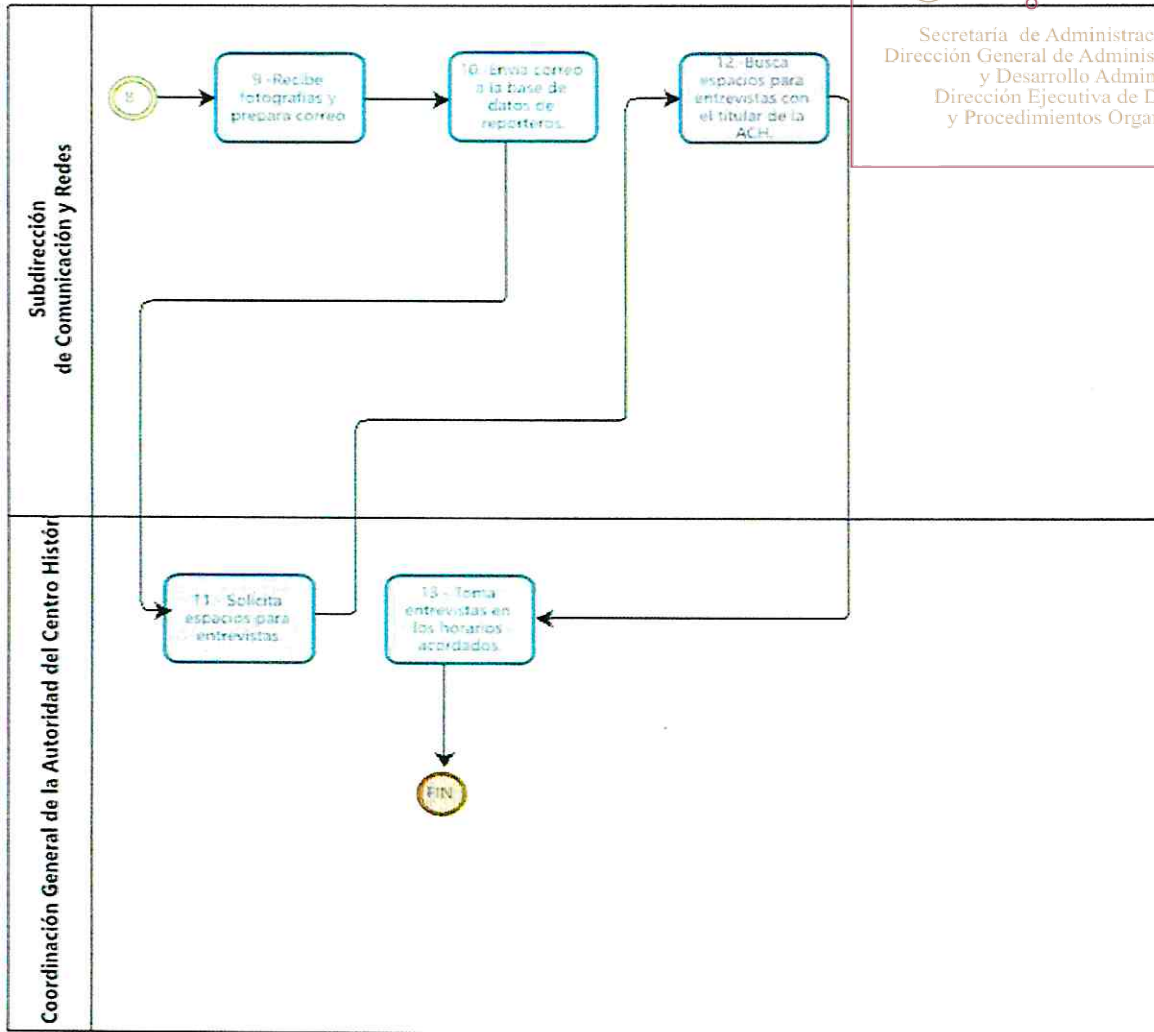 Secretaría de Administrac
Dirección General de Adminis
y Desarrollo Admin
Dirección Ejecutiva de D
y Procedimientos Orga
Subdirección
de Comunicación y Redes
9.-Recibe
fotografías y
prepara correo
10.-Envía correo
a la base de
datos de
reporteros.
12.-Busca
espacios para
entrevistas con
el titular de la
ACH.
Coordinación General de la Autoridad del Centro Histór
11.- Solicita
espacios para
entrevistas.
13.- Toma
entrevistas en
los horarios
acordados.
FIN